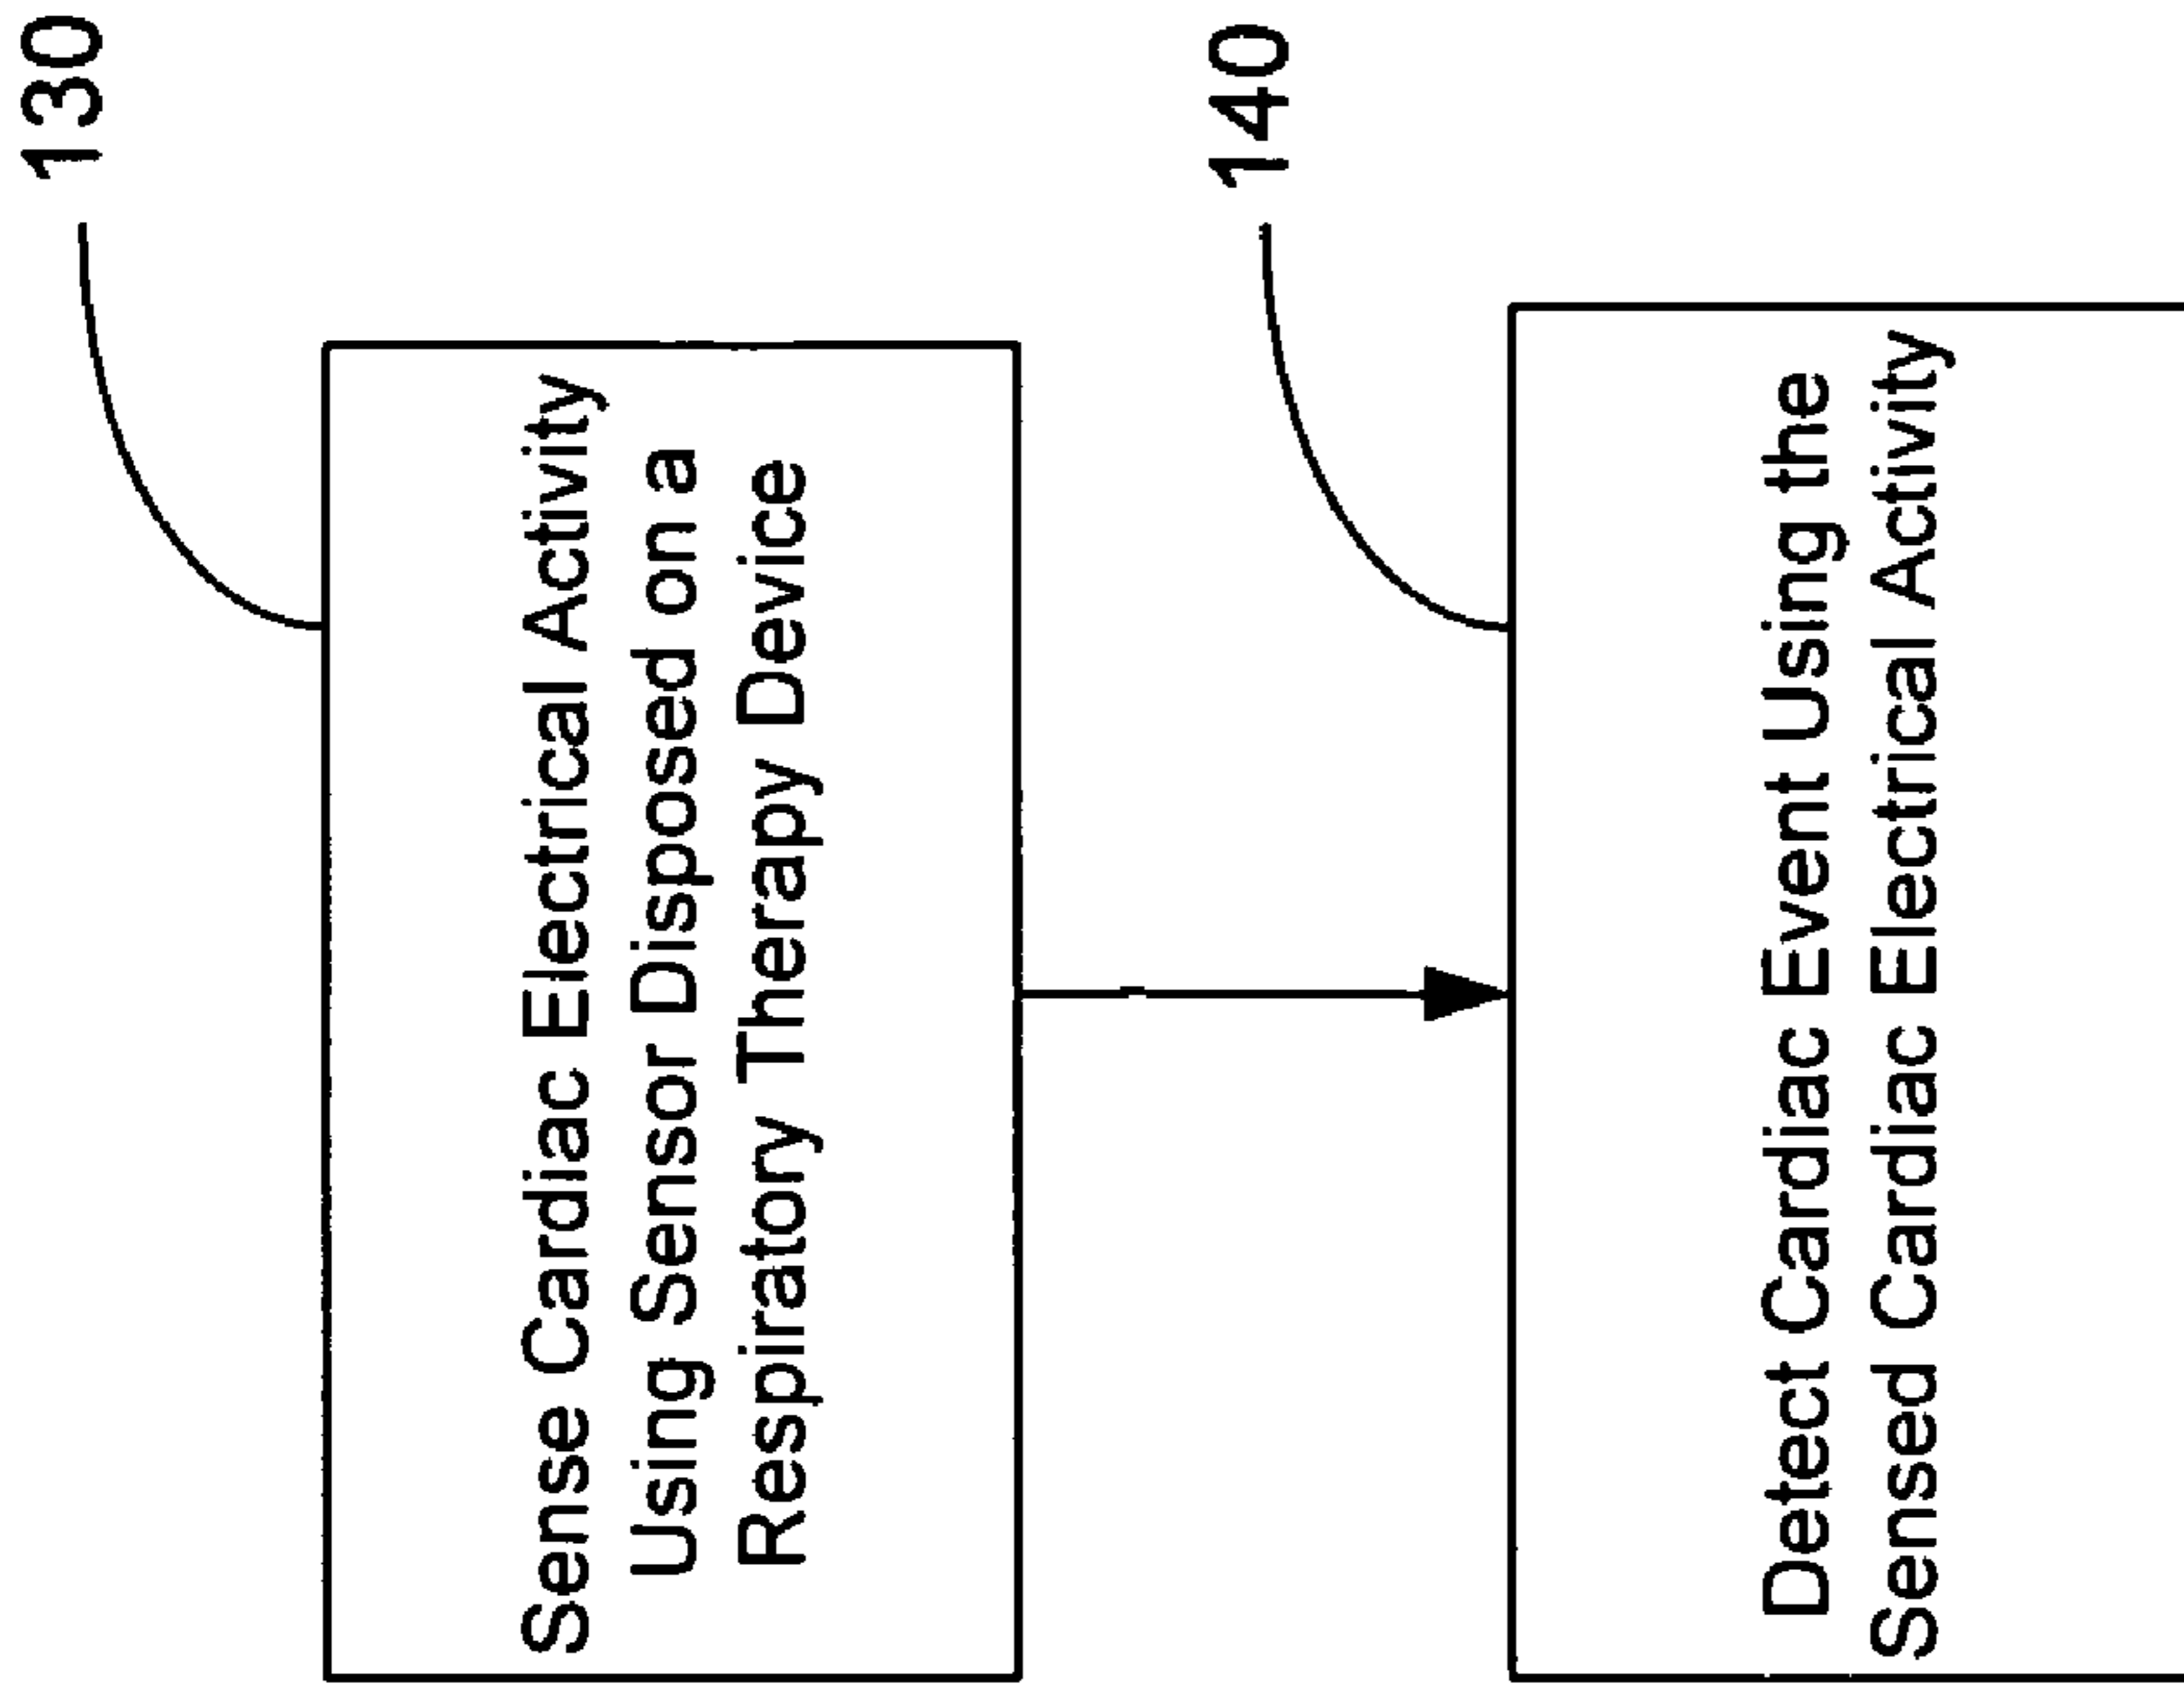 130
Sense Cardiac Electrical Activity
Using Sensor Disposed on a
Respiratory Therapy Device
140
Detect Cardiac Event Using the
Sensed Cardiac Electrical Activity